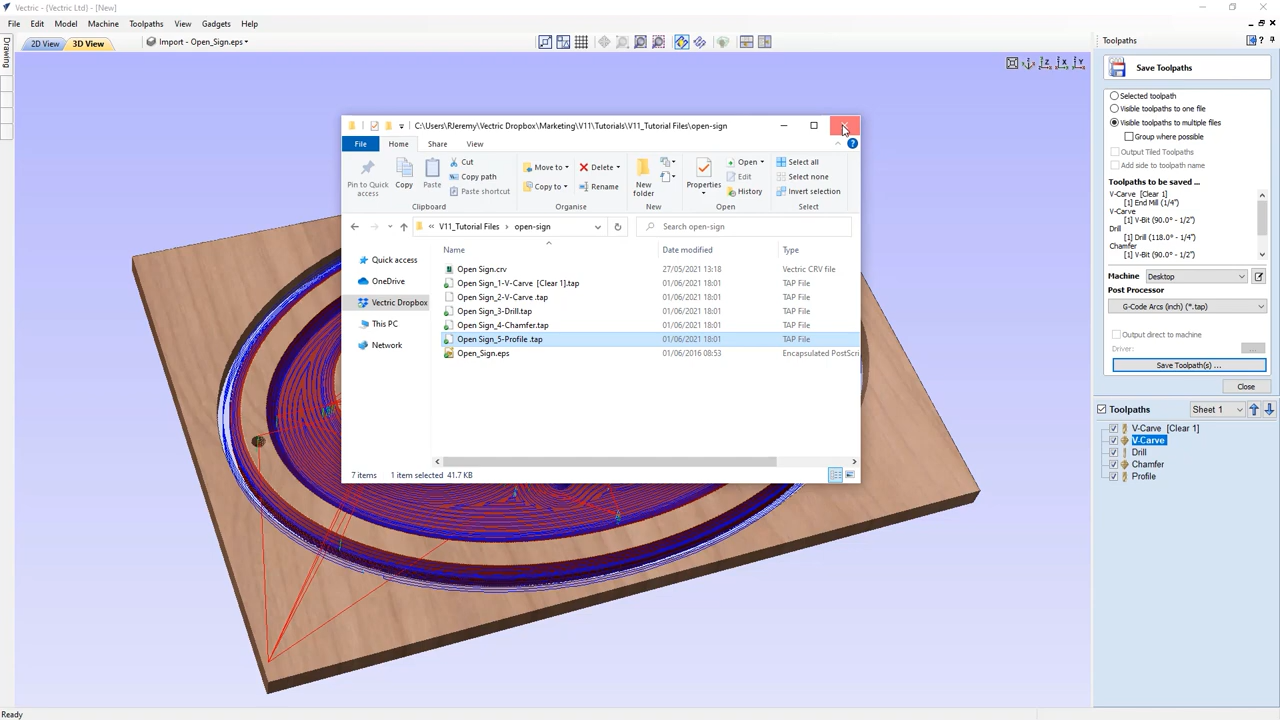 Vectric - {Vectric Ltd} - [New]
File Edit Model Machine Toolpaths View Gadgets Help
2D View 3D View Import - Open_Sign.eps
Drawing
C:\Users\RJeremy\Vectric Dropbox\Marketing\V11\Tutorials\V11_Tutorial Files\open-sign
File Home Share View
Pin to Quick access
Copy
Paste
Cut
Copy path
Paste shortcut
Clipboard
Move to
Copy to
Delete
Rename
Organise
New folder
New
Properties
Open
Edit
History
Open
Select all
Select none
Invert selection
Select
« V11_Tutorial Files > open-sign
Search open-sign
Quick access
OneDrive
Vectric Dropbox
This PC
Network
Name Date modified Type
Open Sign.crv 27/05/2021 13:18 Vectric CRV file
Open Sign_1-V-Carve [Clear 1].tap 01/06/2021 18:01 TAP File
Open Sign_2-V-Carve .tap 01/06/2021 18:01 TAP File
Open Sign_3-Drill.tap 01/06/2021 18:01 TAP File
Open Sign_4-Chamfer.tap 01/06/2021 18:01 TAP File
Open Sign_5-Profile .tap 01/06/2021 18:01 TAP File
Open_Sign.eps 01/06/2016 08:53 Encapsulated PostScri
7 items 1 item selected 41.7 KB
Toolpaths
Save Toolpaths
Selected toolpath
Visible toolpaths to one file
Visible toolpaths to multiple files
Group where possible
Output Tiled Toolpaths
Add side to toolpath name
Toolpaths to be saved ...
V-Carve [Clear 1]
[1] End Mill (1/4")
V-Carve
[1] V-Bit (90.0° - 1/2")
Drill
[1] Drill (118.0° - 1/4")
Chamfer
[1] V-Bit (90.0° - 1/2")
Machine Desktop
Post Processor
G-Code Arcs (inch) (*.tap)
Output direct to machine
Driver: ...
Save Toolpath(s) ...
Close
Toolpaths Sheet 1
V-Carve [Clear 1]
V-Carve
Drill
Chamfer
Profile
Ready